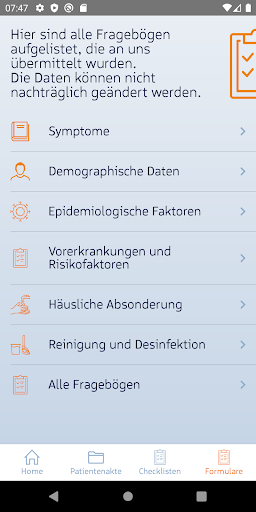 07:47
Hier sind alle Fragebögen
aufgelistet, die an uns
übermittelt wurden.
Die Daten können nicht
nachträglich geändert werden.
Symptome
Demographische Daten
Epidemiologische Faktoren
Vorerkrankungen und
Risikofaktoren
Häusliche Absonderung
Reinigung und Desinfektion
Alle Fragebögen
Home Patientenakte Checklisten Formulare